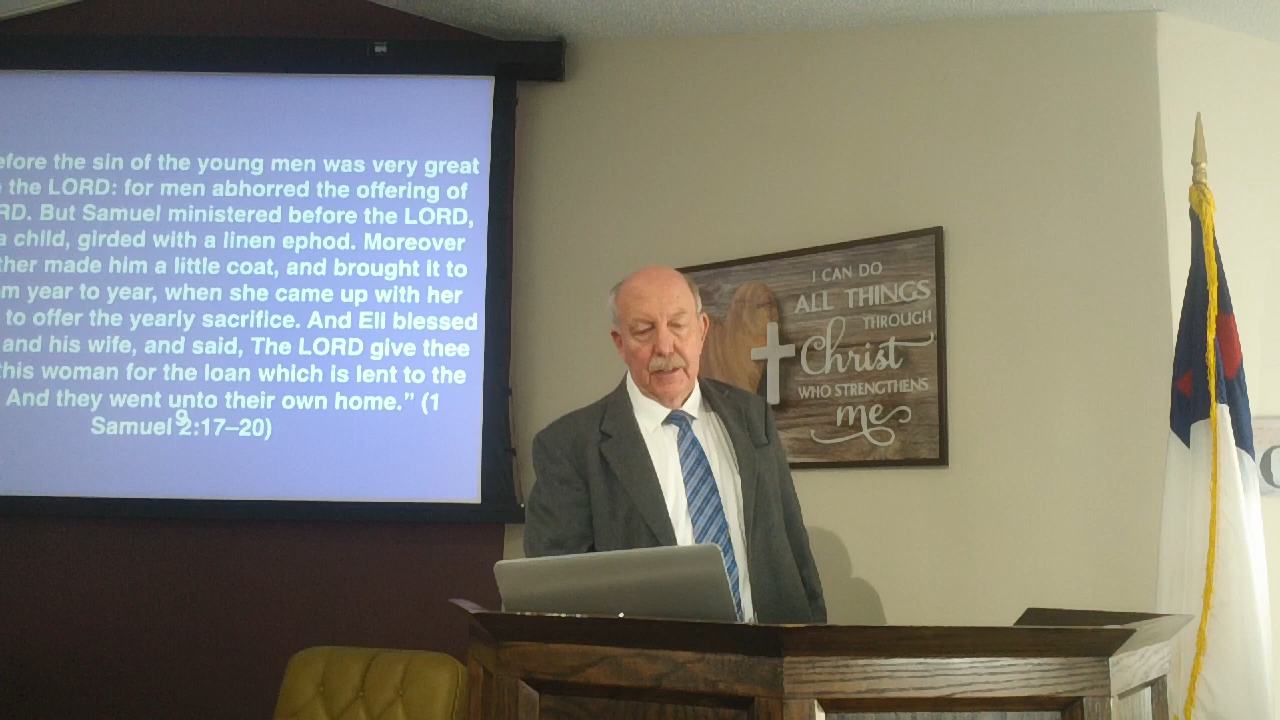 efore the sin of the young men was very great
the LORD: for men abhorred the offering of
RD. But Samuel ministered before the LORD,
a child, girded with a linen ephod. Moreover
ther made him a little coat, and brought it to
m year to year, when she came up with her
to offer the yearly sacrifice. And Eli blessed
and his wife, and said, The LORD give thee
this woman for the loan which is lent to the
And they went unto their own home.” (1
Samuel 2:17–20)
9
I CAN DO
ALL THINGS
THROUGH
Christ
WHO STRENGTHENS
me